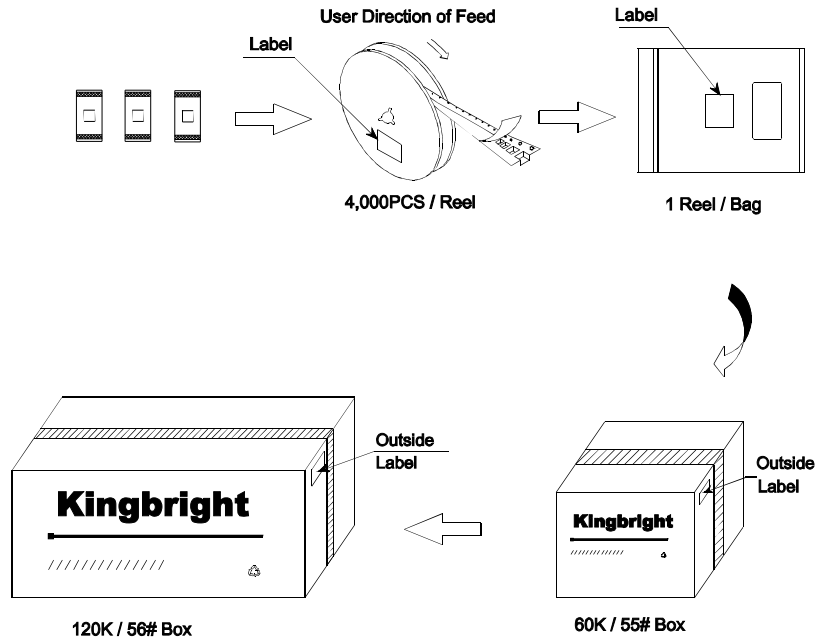 User Direction of Feed
Label
Label
4,000PCS / Reel
1 Reel / Bag
Outside
Label
Kingbright
120K / 56# Box
Outside
Label
Kingbright
60K / 55# Box